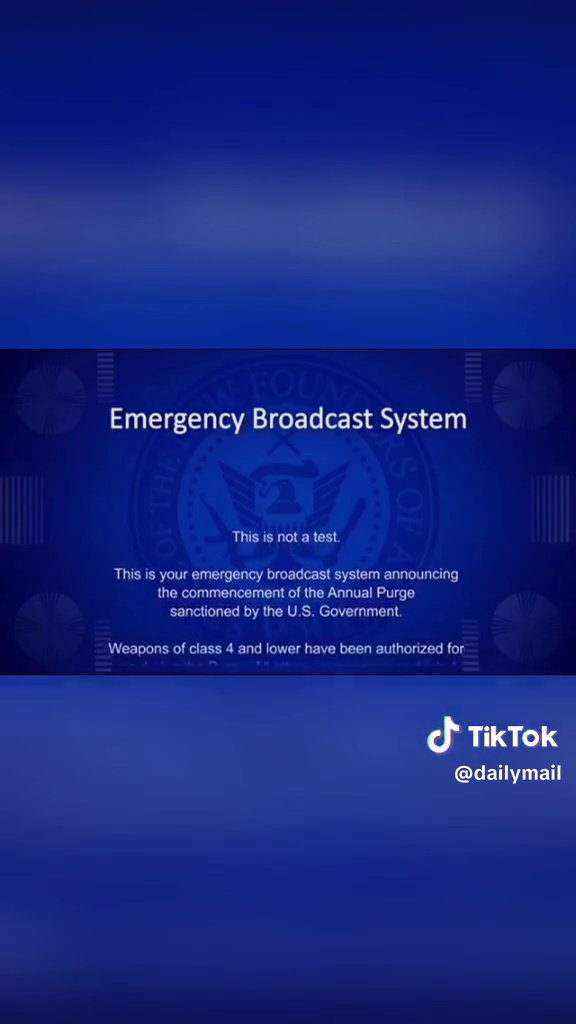 Emergency Broadcast System
This is not a test.
This is your emergency broadcast system announcing
the commencement of the Annual Purge
sanctioned by the U.S. Government.
Weapons of class 4 and lower have been authorized for
TikTok
@dailymail